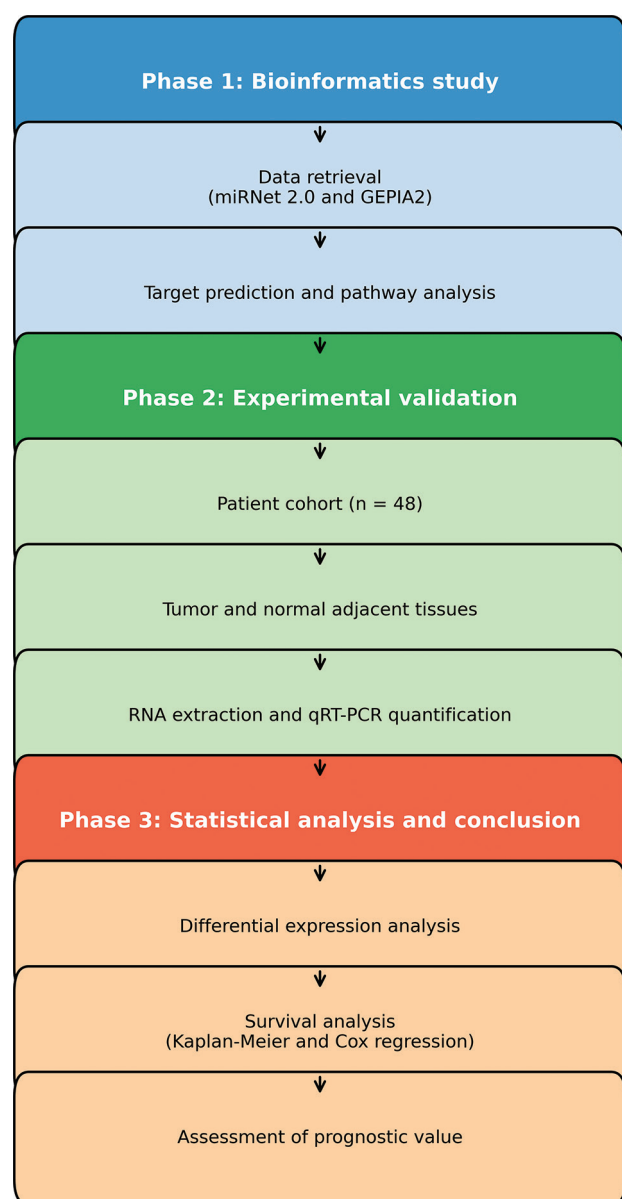 Phase 1: Bioinformatics study
Data retrieval
(miRNet 2.0 and GEPIA2)
Target prediction and pathway analysis
Phase 2: Experimental validation
Patient cohort (n = 48)
Tumor and normal adjacent tissues
RNA extraction and qRT-PCR quantification
Phase 3: Statistical analysis and conclusion
Differential expression analysis
Survival analysis
(Kaplan-Meier and Cox regression)
Assessment of prognostic value